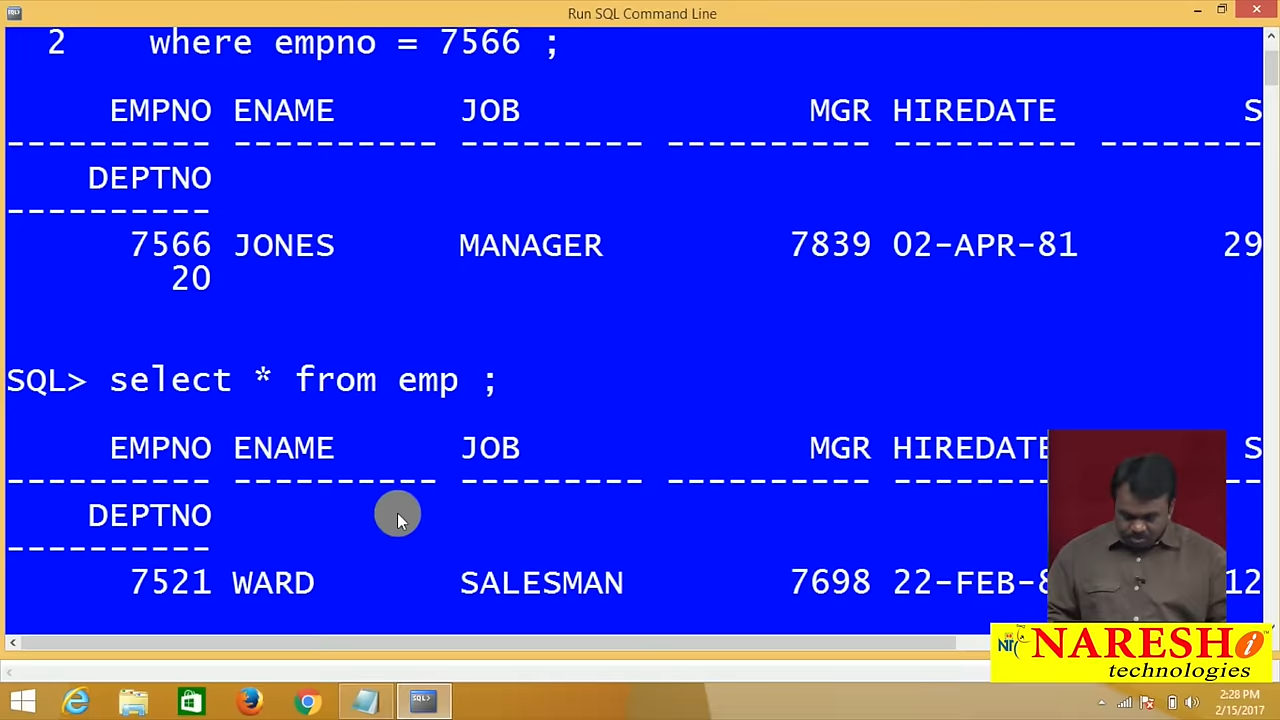 Run SQL Command Line
2 where empno = 7566 ;
EMPNO ENAME JOB MGR HIREDATE S
---------- ---------- --------- ---------- --------- --------
DEPTNO
----------
7566 JONES MANAGER 7839 02-APR-81 29
20
SQL> select * from emp ;
EMPNO ENAME JOB MGR HIREDATE S
---------- ---------- --------- ---------- ------- --
DEPTNO
----------
7521 WARD SALESMAN 7698 22-FEB-8 12
NARESH i
technologies
SQL>
2:28 PM
2/15/2017